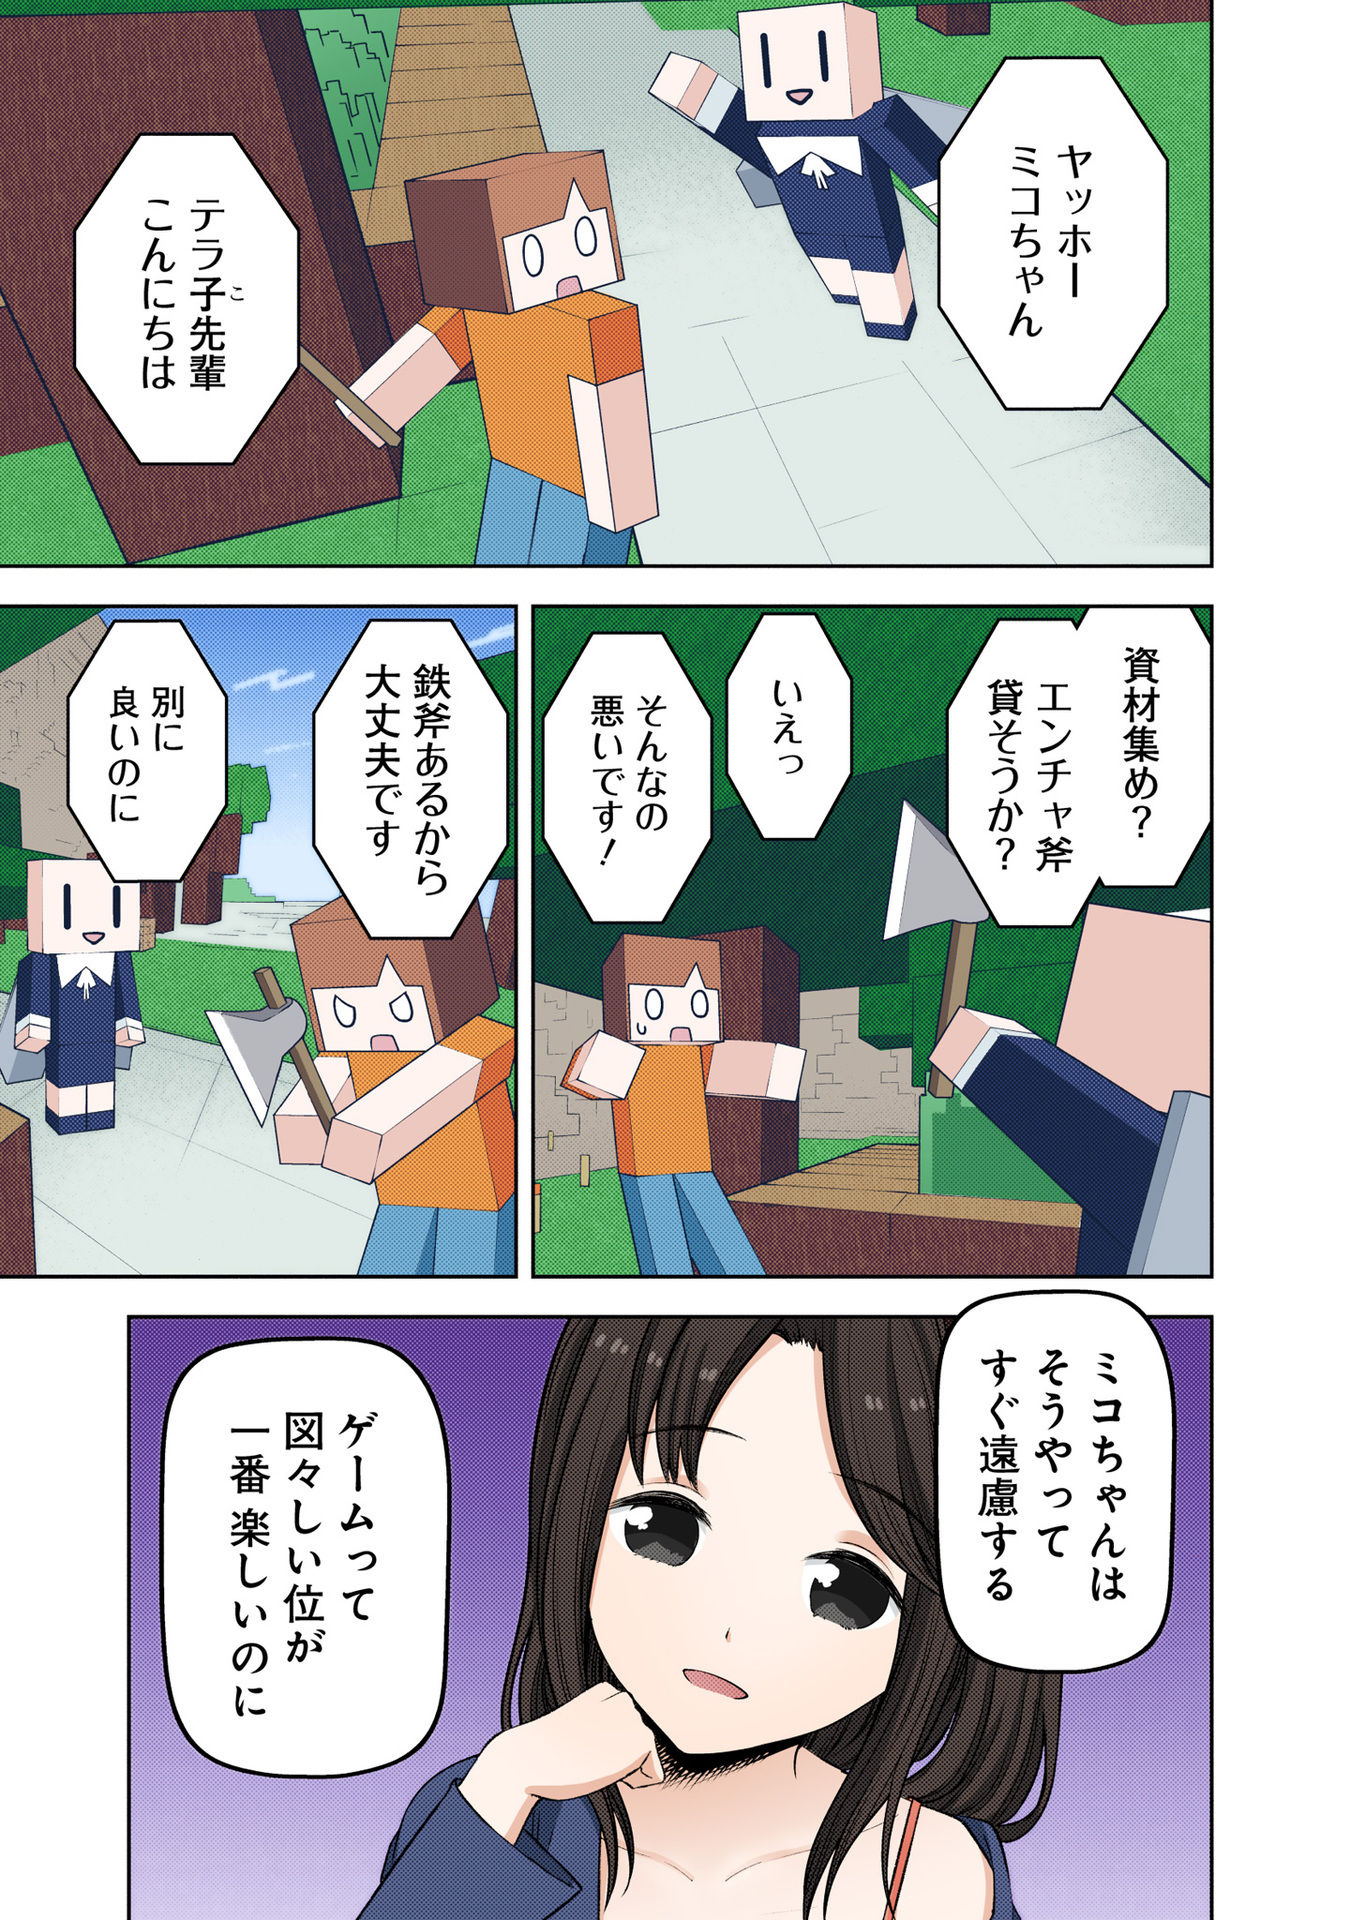 ヤッホー
ミコちゃん
テラ子先輩
こ
こんにちは
資材集め？
エンチャ斧
貸そうか？
いえっ
そんなの
悪いです！
鉄斧あるから
大丈夫です
別に
良いのに
ミコちゃんは
そうやって
すぐ遠慮する
ゲームって
図々しい位が
一番楽しいのに